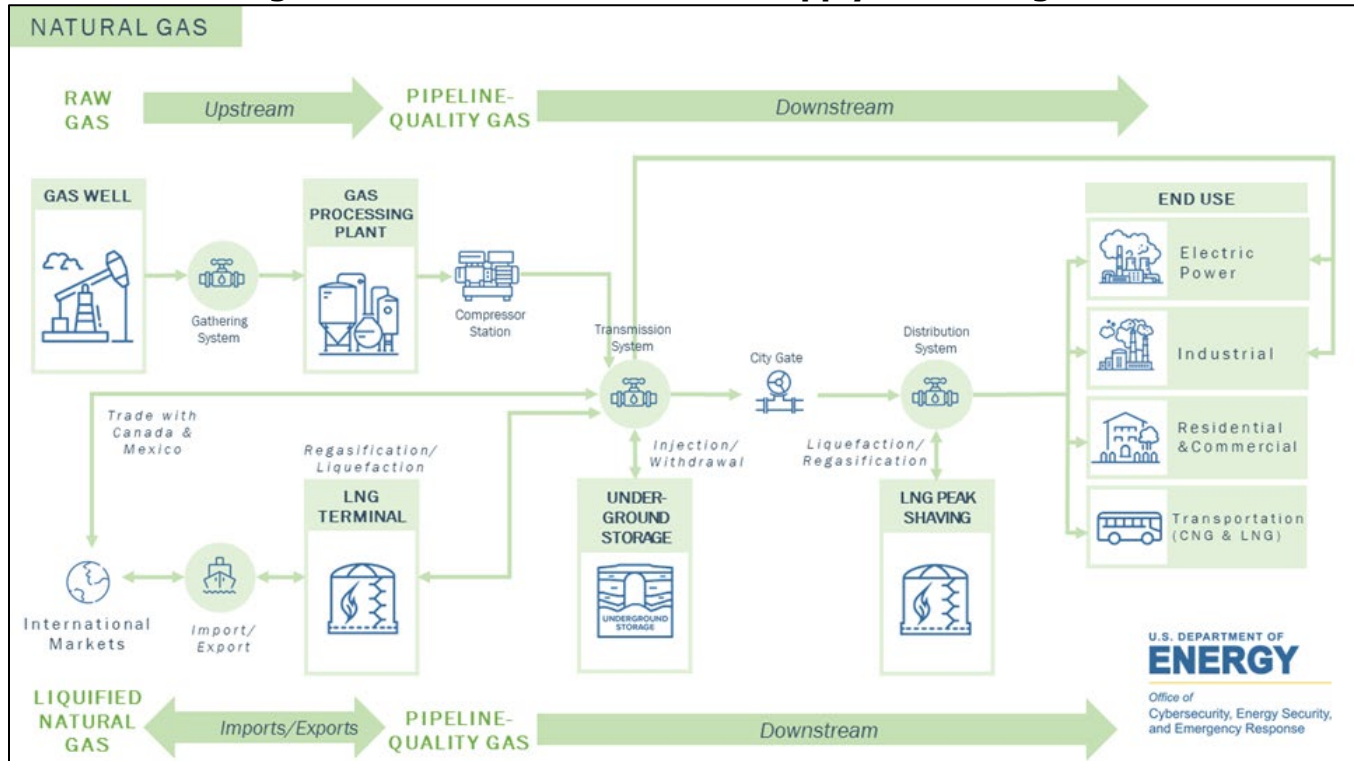 NATURAL GAS
RAW
GAS
Upstream
PIPELINE-
QUALITY GAS
Downstream
GAS WELL
Gathering
System
GAS
PROCESSING
PLANT
Compressor
Station
Transmission
System
City Gate
Distribution
System
END USE
Electric
Power
Industrial
Residential
&Commercial
Transportation
(CNG & LNG)
Trade with
Canada &
Mexico
Regasification/
Liquefaction
Injection/
Withdrawal
Liquefaction/
Regasification
International
Markets
Import/
Export
LNG
TERMINAL
UNDER-
GROUND
STORAGE
UNDERGROUND
STORAGE
LNG PEAK
SHAVING
U.S. DEPARTMENT OF
ENERGY
Office of
Cybersecurity, Energy Security,
and Emergency Response
LIQUIFIED
NATURAL
GAS
Imports/Exports
PIPELINE-
QUALITY GAS
Downstream